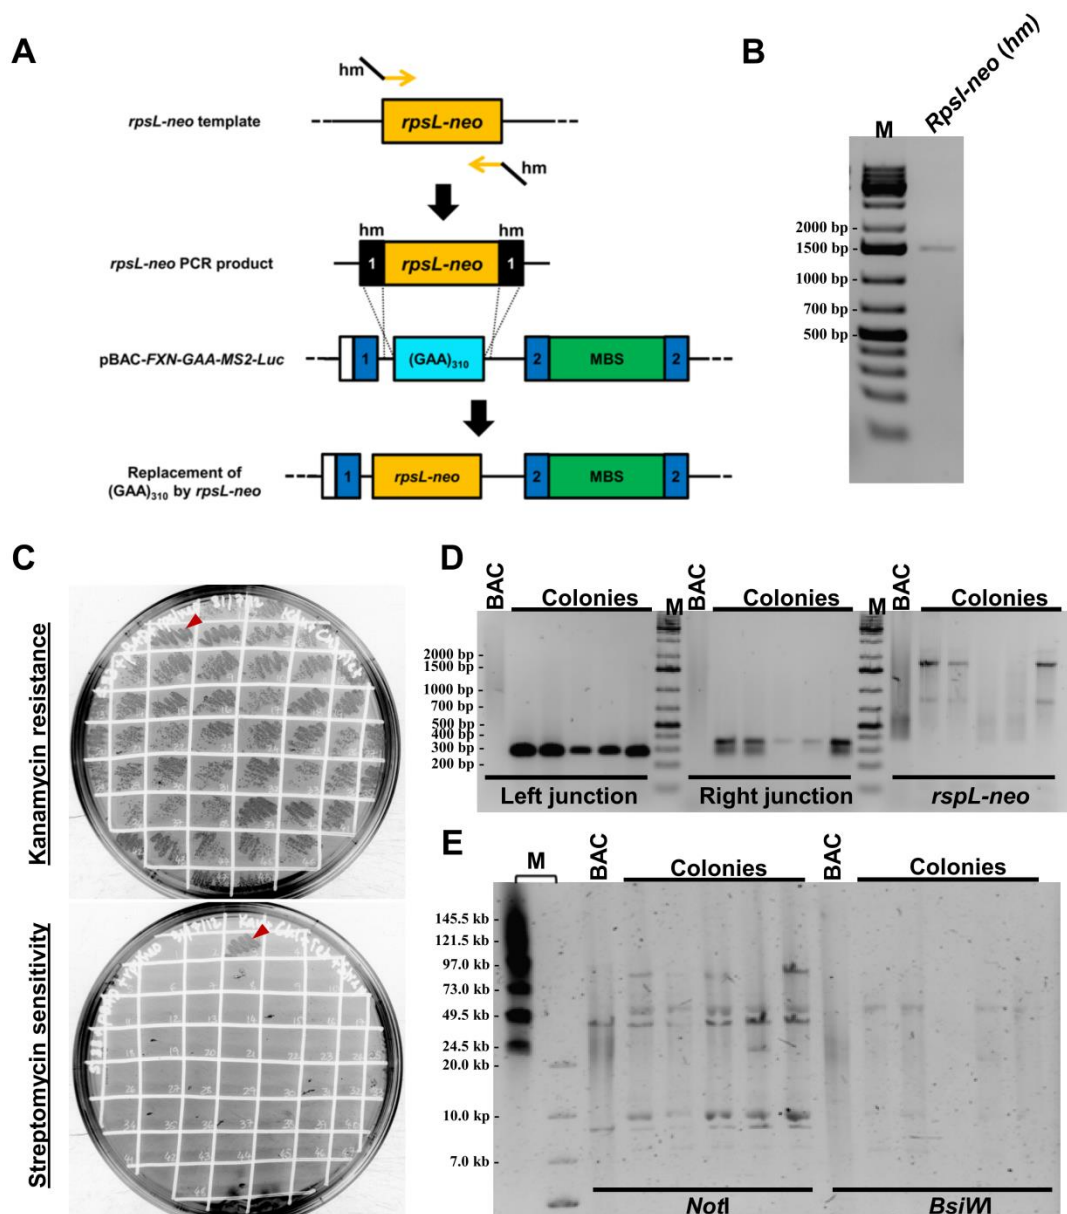 A
hm
rpsL-neo template
rpsL-neo
hm
hm
hm
rpsL-neo PCR product
1
rpsL-neo
1
pBAC-FXN-GAA-MS2-Luc
1
(GAA)310
2
MBS
2
Replacement of
(GAA)310 by rpsL-neo
1
rpsL-neo
2
MBS
2
B
M
Rpsl-neo (hm)
2000 bp -
1500 bp -
1000 bp -
700 bp -
500 bp -
C
Kanamycin resistance
Streptomycin sensitivity
D
BAC
Colonies
M
BAC
Colonies
M
BAC
Colonies
2000 bp -
1500 bp -
1000 bp -
700 bp -
500 bp -
400 bp -
300 bp -
200 bp -
Left junction
Right junction
rspL-neo
E
M
BAC
Colonies
BAC
Colonies
145.5 kb -
121.5 kb -
97.0 kb -
73.0 kb -
49.5 kb -
24.5 kb -
20.0 kb -
10.0 kp -
7.0 kb -
NotI
BsiWI